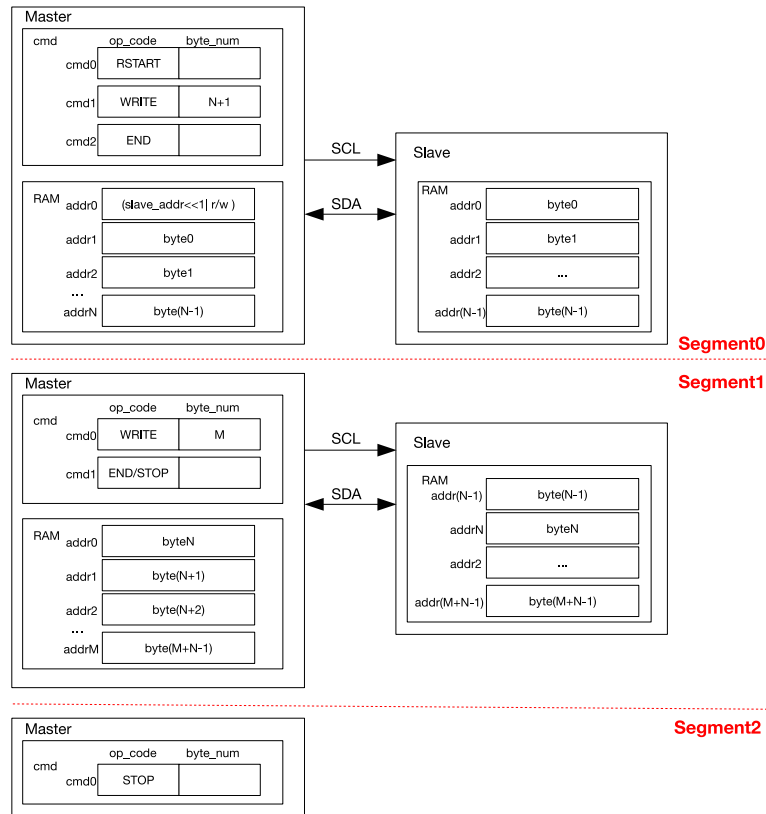 Master
cmd op_code byte_num
cmd0 RSTART
cmd1 WRITE N+1
cmd2 END
RAM addr0 (slave_addr<<1| r/w )
addr1 byte0
addr2 byte1
...
addrN byte(N-1)
SCL
SDA
Slave
RAM
addr0 byte0
addr1 byte1
addr2 ...
addr(N-1) byte(N-1)
Segment0
Segment1
Master
cmd op_code byte_num
cmd0 WRITE M
cmd1 END/STOP
RAM addr0 byteN
addr1 byte(N+1)
addr2 byte(N+2)
...
addrM byte(M+N-1)
SCL
SDA
Slave
RAM
addr(N-1) byte(N-1)
addrN byteN
addr2 ...
addr(M+N-1) byte(M+N-1)
Segment2
Master
cmd op_code byte_num
cmd0 STOP